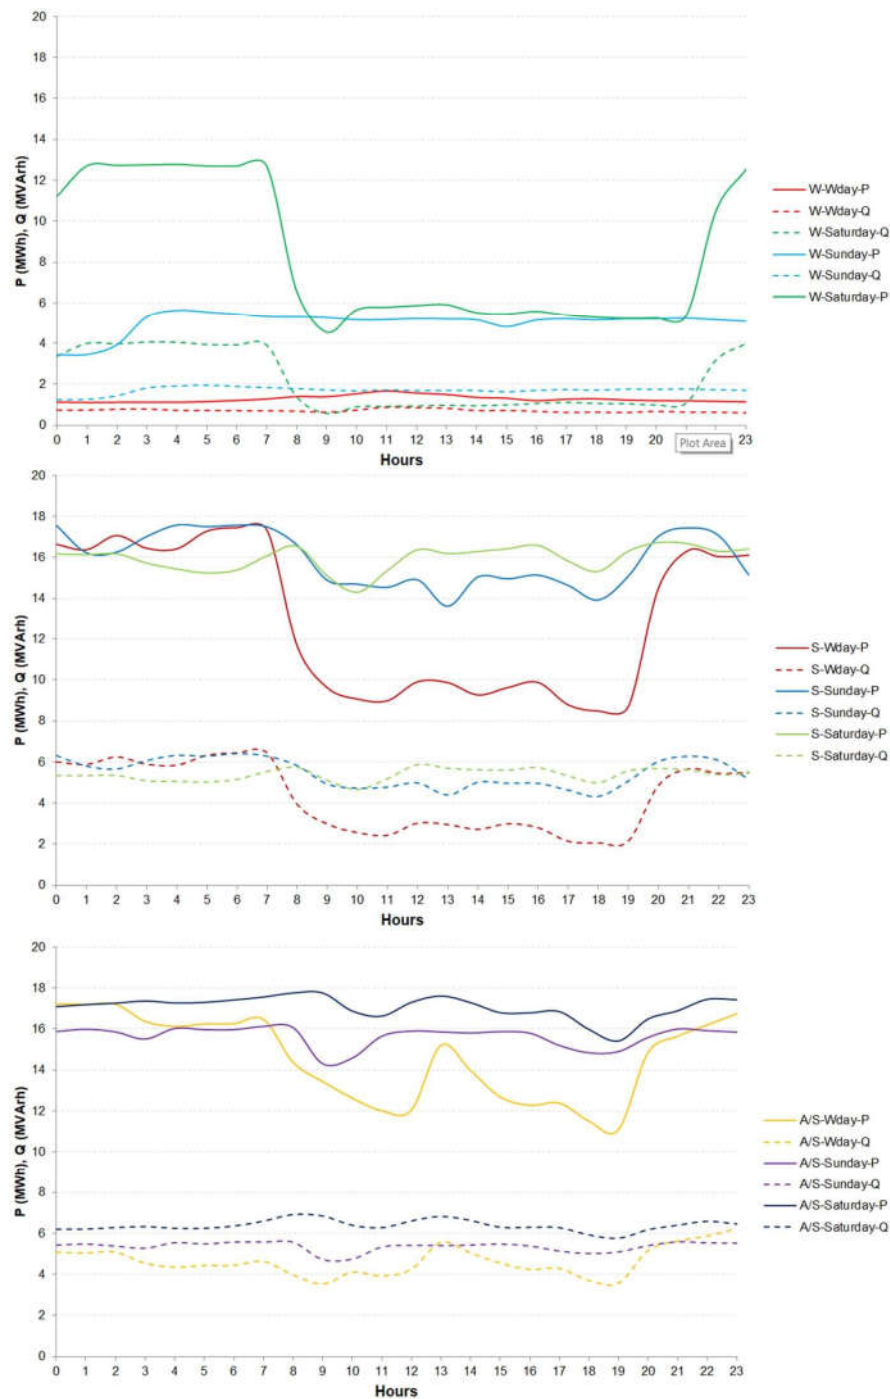 20
18
16
14
12
10
8
6
4
2
0
P (MWh), Q (MVArh)
0 1 2 3 4 5 6 7 8 9 10 11 12 13 14 15 16 17 18 19 20 21 22 23
Hours
Plot Area
W-Wday-P
W-Wday-Q
W-Saturday-Q
W-Sunday-P
W-Sunday-Q
W-Saturday-P
20
18
16
14
12
10
8
6
4
2
0
P (MWh), Q (MVArh)
0 1 2 3 4 5 6 7 8 9 10 11 12 13 14 15 16 17 18 19 20 21 22 23
Hours
S-Wday-P
S-Wday-Q
S-Sunday-P
S-Sunday-Q
S-Saturday-P
S-Saturday-Q
20
18
16
14
12
10
8
6
4
2
0
P (MWh), Q (MVArh)
0 1 2 3 4 5 6 7 8 9 10 11 12 13 14 15 16 17 18 19 20 21 22 23
Hours
A/S-Wday-P
A/S-Wday-Q
A/S-Sunday-P
A/S-Sunday-Q
A/S-Saturday-P
A/S-Saturday-Q